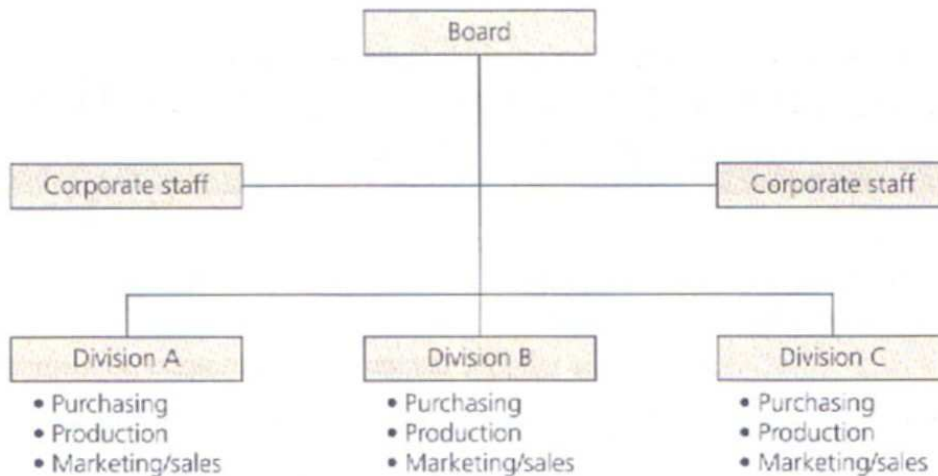 Board
Corporate staff
Corporate staff
Division A
Division B
Division C
• Purchasing
• Production
• Marketing/sales
• Purchasing
• Production
• Marketing/sales
• Purchasing
• Production
• Marketing/sales